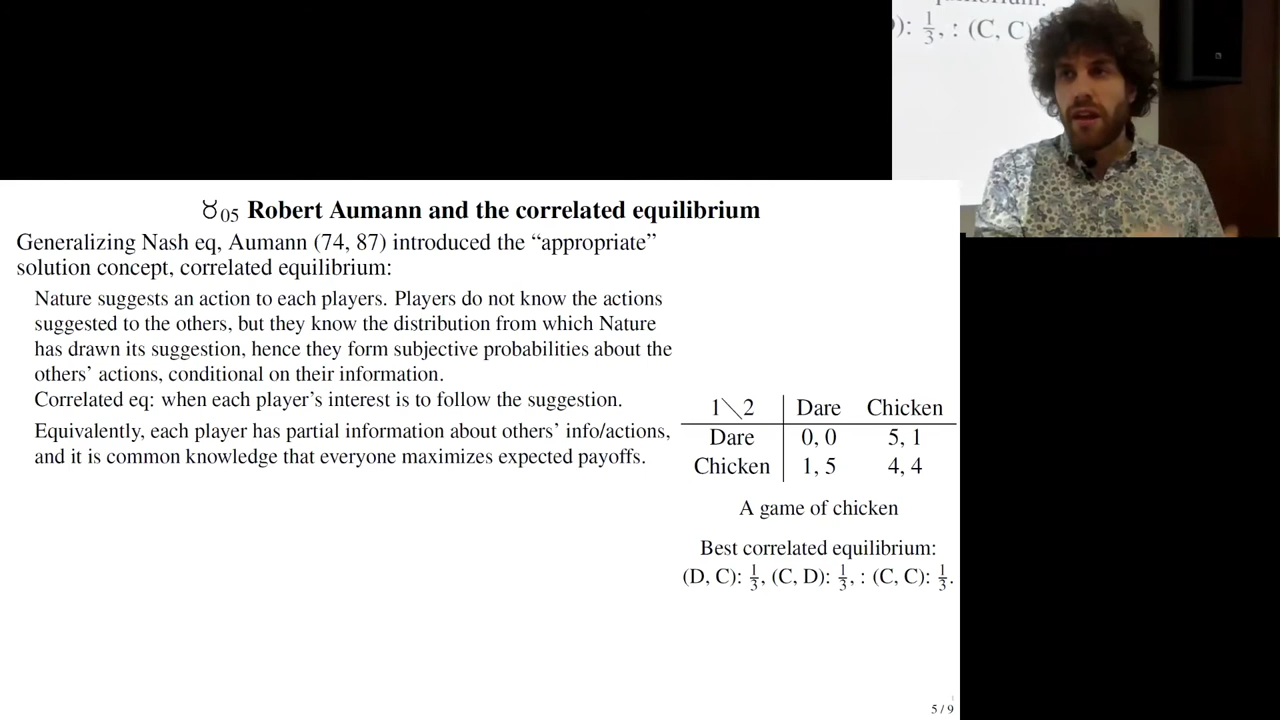 ): 1/3, : (C, C)
♉05 Robert Aumann and the correlated equilibrium
Generalizing Nash eq, Aumann (74, 87) introduced the “appropriate”
solution concept, correlated equilibrium:
Nature suggests an action to each players. Players do not know the actions
suggested to the others, but they know the distribution from which Nature
has drawn its suggestion, hence they form subjective probabilities about the
others’ actions, conditional on their information.
Correlated eq: when each player’s interest is to follow the suggestion.
Equivalently, each player has partial information about others’ info/actions,
and it is common knowledge that everyone maximizes expected payoffs.
1\2 Dare Chicken
Dare 0, 0 5, 1
Chicken 1, 5 4, 4
A game of chicken
Best correlated equilibrium:
(D, C): 1/3, (C, D): 1/3, : (C, C): 1/3.
5 / 9